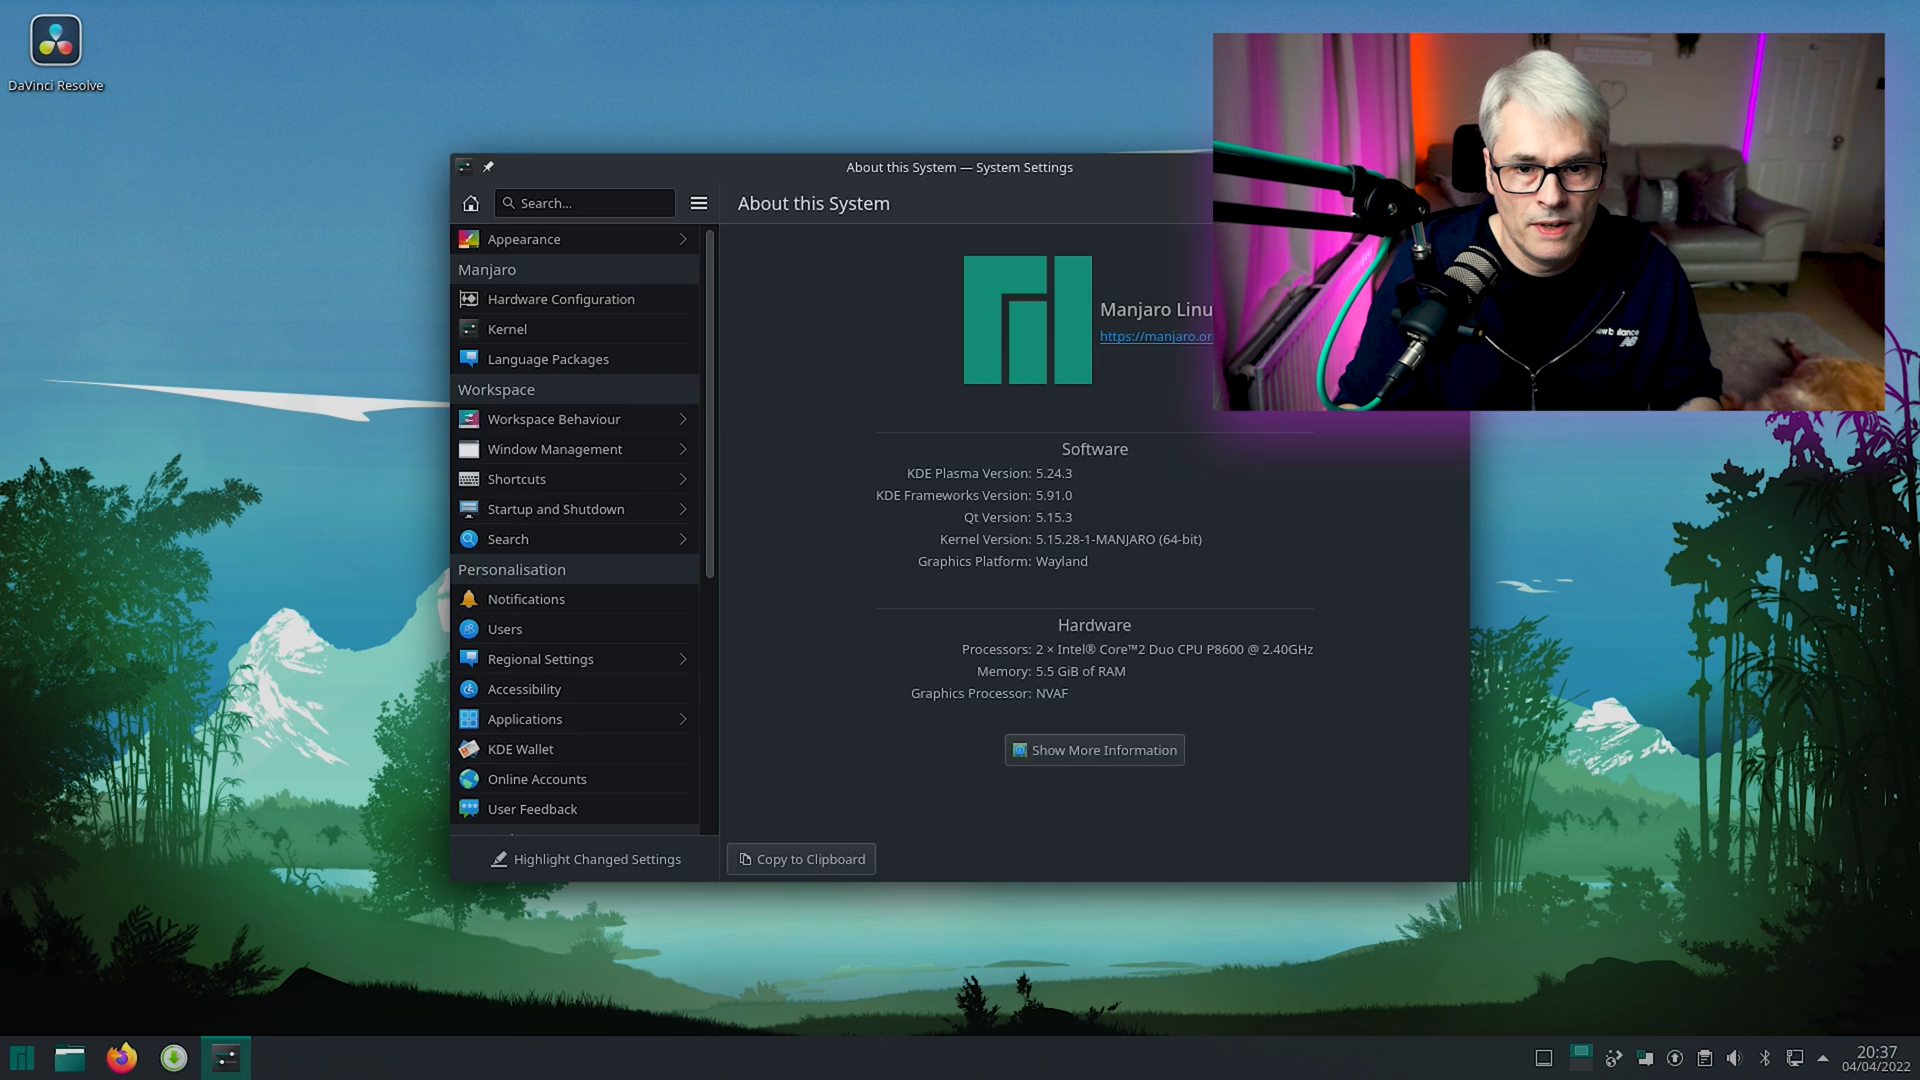 DaVinci Resolve
About this System — System Settings
Search...
About this System
Appearance
Manjaro
Hardware Configuration
Kernel
Language Packages
Workspace
Workspace Behaviour
Window Management
Shortcuts
Startup and Shutdown
Search
Personalisation
Notifications
Users
Regional Settings
Accessibility
Applications
KDE Wallet
Online Accounts
User Feedback
Highlight Changed Settings
Manjaro Linu
https://manjaro.or
Software
KDE Plasma Version: 5.24.3
KDE Frameworks Version: 5.91.0
Qt Version: 5.15.3
Kernel Version: 5.15.28-1-MANJARO (64-bit)
Graphics Platform: Wayland
Hardware
Processors: 2 × Intel® Core™2 Duo CPU P8600 @ 2.40GHz
Memory: 5.5 GiB of RAM
Graphics Processor: NVAF
Show More Information
Copy to Clipboard
new balance
NB
20:37
04/04/2022